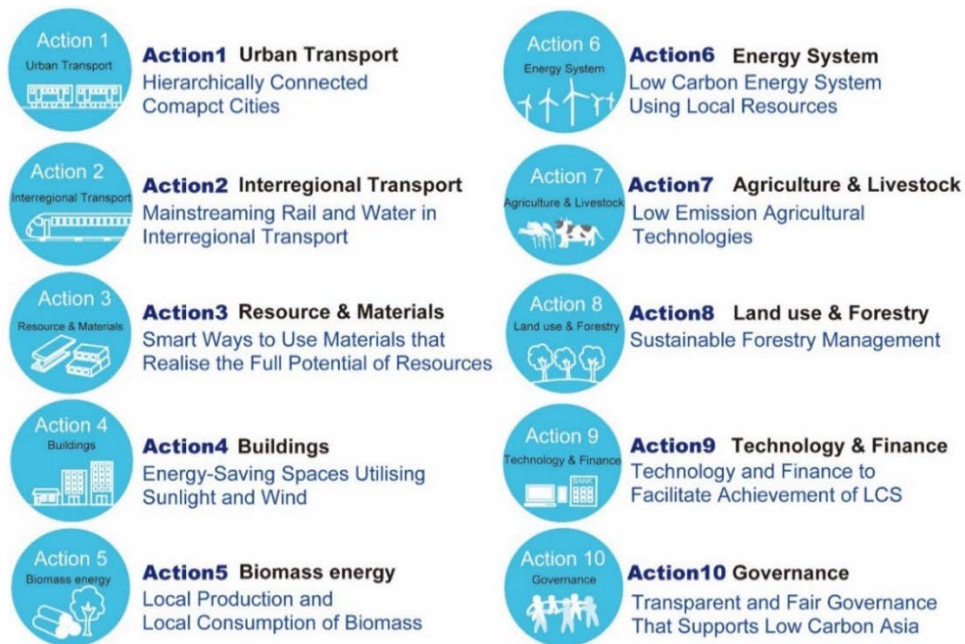 Action 1
Urban Transport
Action1 Urban Transport
Hierarchically Connected
Comapct Cities
Action 2
Interregional Transport
Action2 Interregional Transport
Mainstreaming Rail and Water in
Interregional Transport
Action 3
Resource & Materials
Action3 Resource & Materials
Smart Ways to Use Materials that
Realise the Full Potential of Resources
Action 4
Buildings
Action4 Buildings
Energy-Saving Spaces Utilising
Sunlight and Wind
Action 5
Biomass energy
Action5 Biomass energy
Local Production and
Local Consumption of Biomass
Action 6
Energy System
Action6 Energy System
Low Carbon Energy System
Using Local Resources
Action 7
Agriculture & Livestock
Action7 Agriculture & Livestock
Low Emission Agricultural
Technologies
Action 8
Land use & Forestry
Action8 Land use & Forestry
Sustainable Forestry Management
Action 9
Technology & Finance
BANK
Action9 Technology & Finance
Technology and Finance to
Facilitate Achievement of LCS
Action 10
Governance
Action10 Governance
Transparent and Fair Governance
That Supports Low Carbon Asia